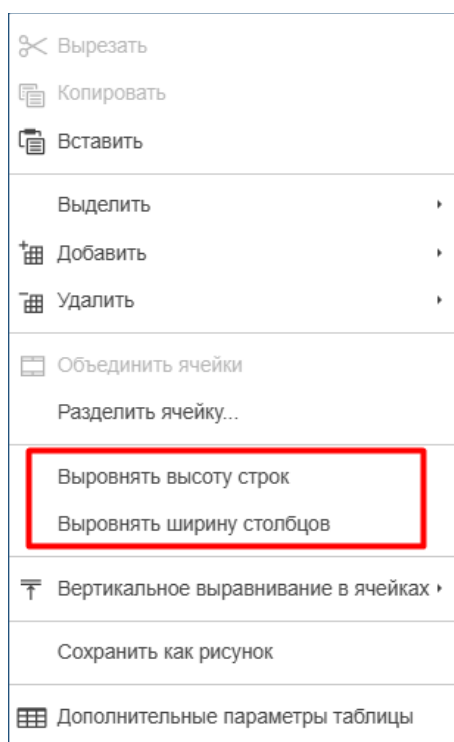 Вырезать
Копировать
Вставить
Выделить
Добавить
Удалить
Объединить ячейки
Разделить ячейку...
Выровнять высоту строк
Выровнять ширину столбцов
Вертикальное выравнивание в ячейках
Сохранить как рисунок
Дополнительные параметры таблицы